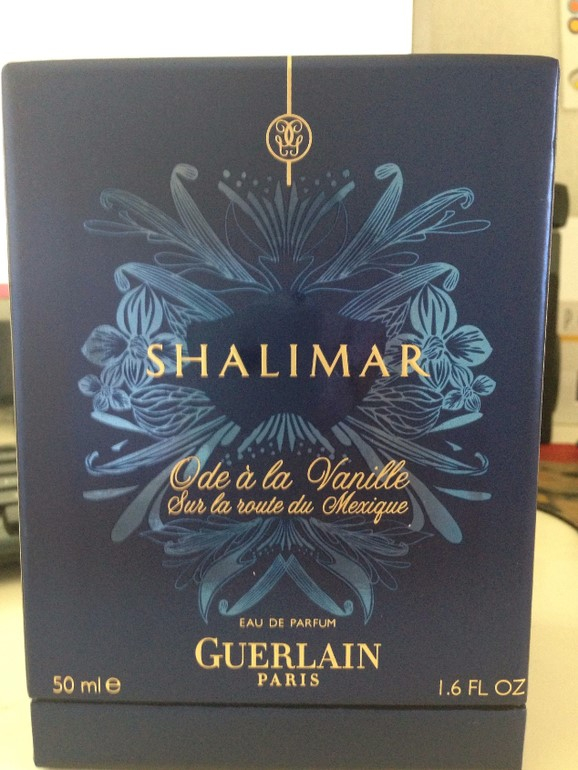 SHALIMAR
Ode à la Vanille
Sur la route du Mexique
EAU DE PARFUM
GUERLAIN
PARIS
50 ml e 1.6 FL OZ